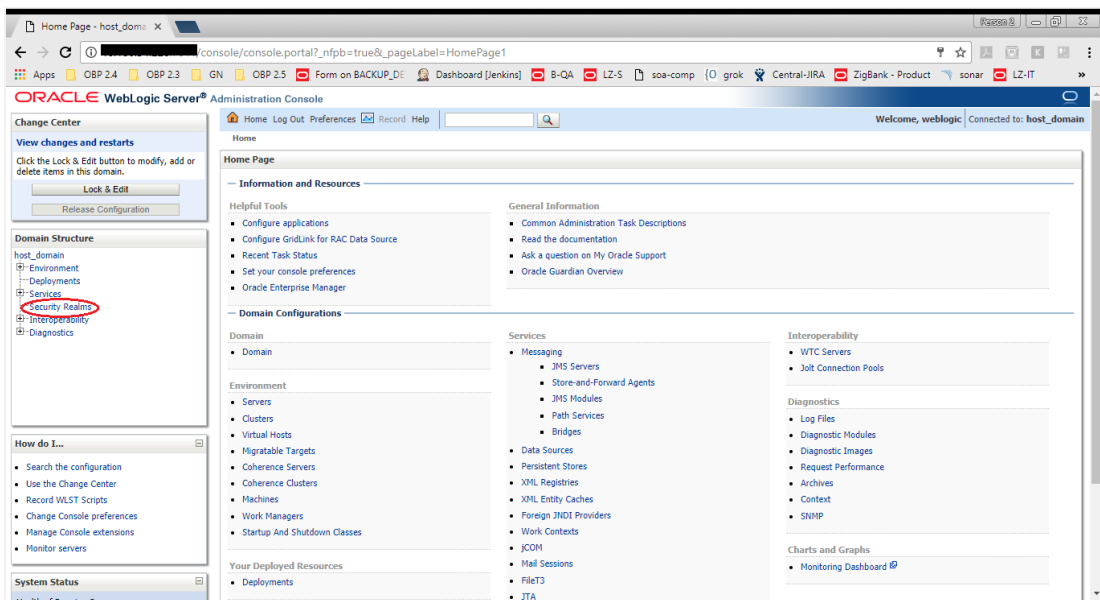 Home Page - host_doma
Person 2
/console/console.portal?_nfpb=true&_pageLabel=HomePage1
Apps OBP 2.4 OBP 2.3 GN OBP 2.5 Form on BACKUP_DE Dashboard [Jenkins] B-QA LZ-S soa-comp grok Central-JIRA ZigBank - Product sonar LZ-IT »
ORACLE WebLogic Server® Administration Console
Change Center
View changes and restarts
Click the Lock & Edit button to modify, add or
delete items in this domain.
Lock & Edit
Release Configuration
Domain Structure
host_domain
Environment
Deployments
Services
Security Realms
Interoperability
Diagnostics
How do I...
Search the configuration
Use the Change Center
Record WLST Scripts
Change Console preferences
Manage Console extensions
Monitor servers
System Status
Home Log Out Preferences Record Help
Welcome, weblogic Connected to: host_domain
Home
Home Page
Information and Resources
Helpful Tools
Configure applications
Configure GridLink for RAC Data Source
Recent Task Status
Set your console preferences
Oracle Enterprise Manager
General Information
Common Administration Task Descriptions
Read the documentation
Ask a question on My Oracle Support
Oracle Guardian Overview
Domain Configurations
Domain
Domain
Environment
Servers
Clusters
Virtual Hosts
Migratable Targets
Coherence Servers
Coherence Clusters
Machines
Work Managers
Startup And Shutdown Classes
Your Deployed Resources
Deployments
Services
Messaging
JMS Servers
Store-and-Forward Agents
JMS Modules
Path Services
Bridges
Data Sources
Persistent Stores
XML Registries
XML Entity Caches
Foreign JNDI Providers
Work Contexts
jCOM
Mail Sessions
FileT3
JTA
Interoperability
WTC Servers
Jolt Connection Pools
Diagnostics
Log Files
Diagnostic Modules
Diagnostic Images
Request Performance
Archives
Context
SNMP
Charts and Graphs
Monitoring Dashboard